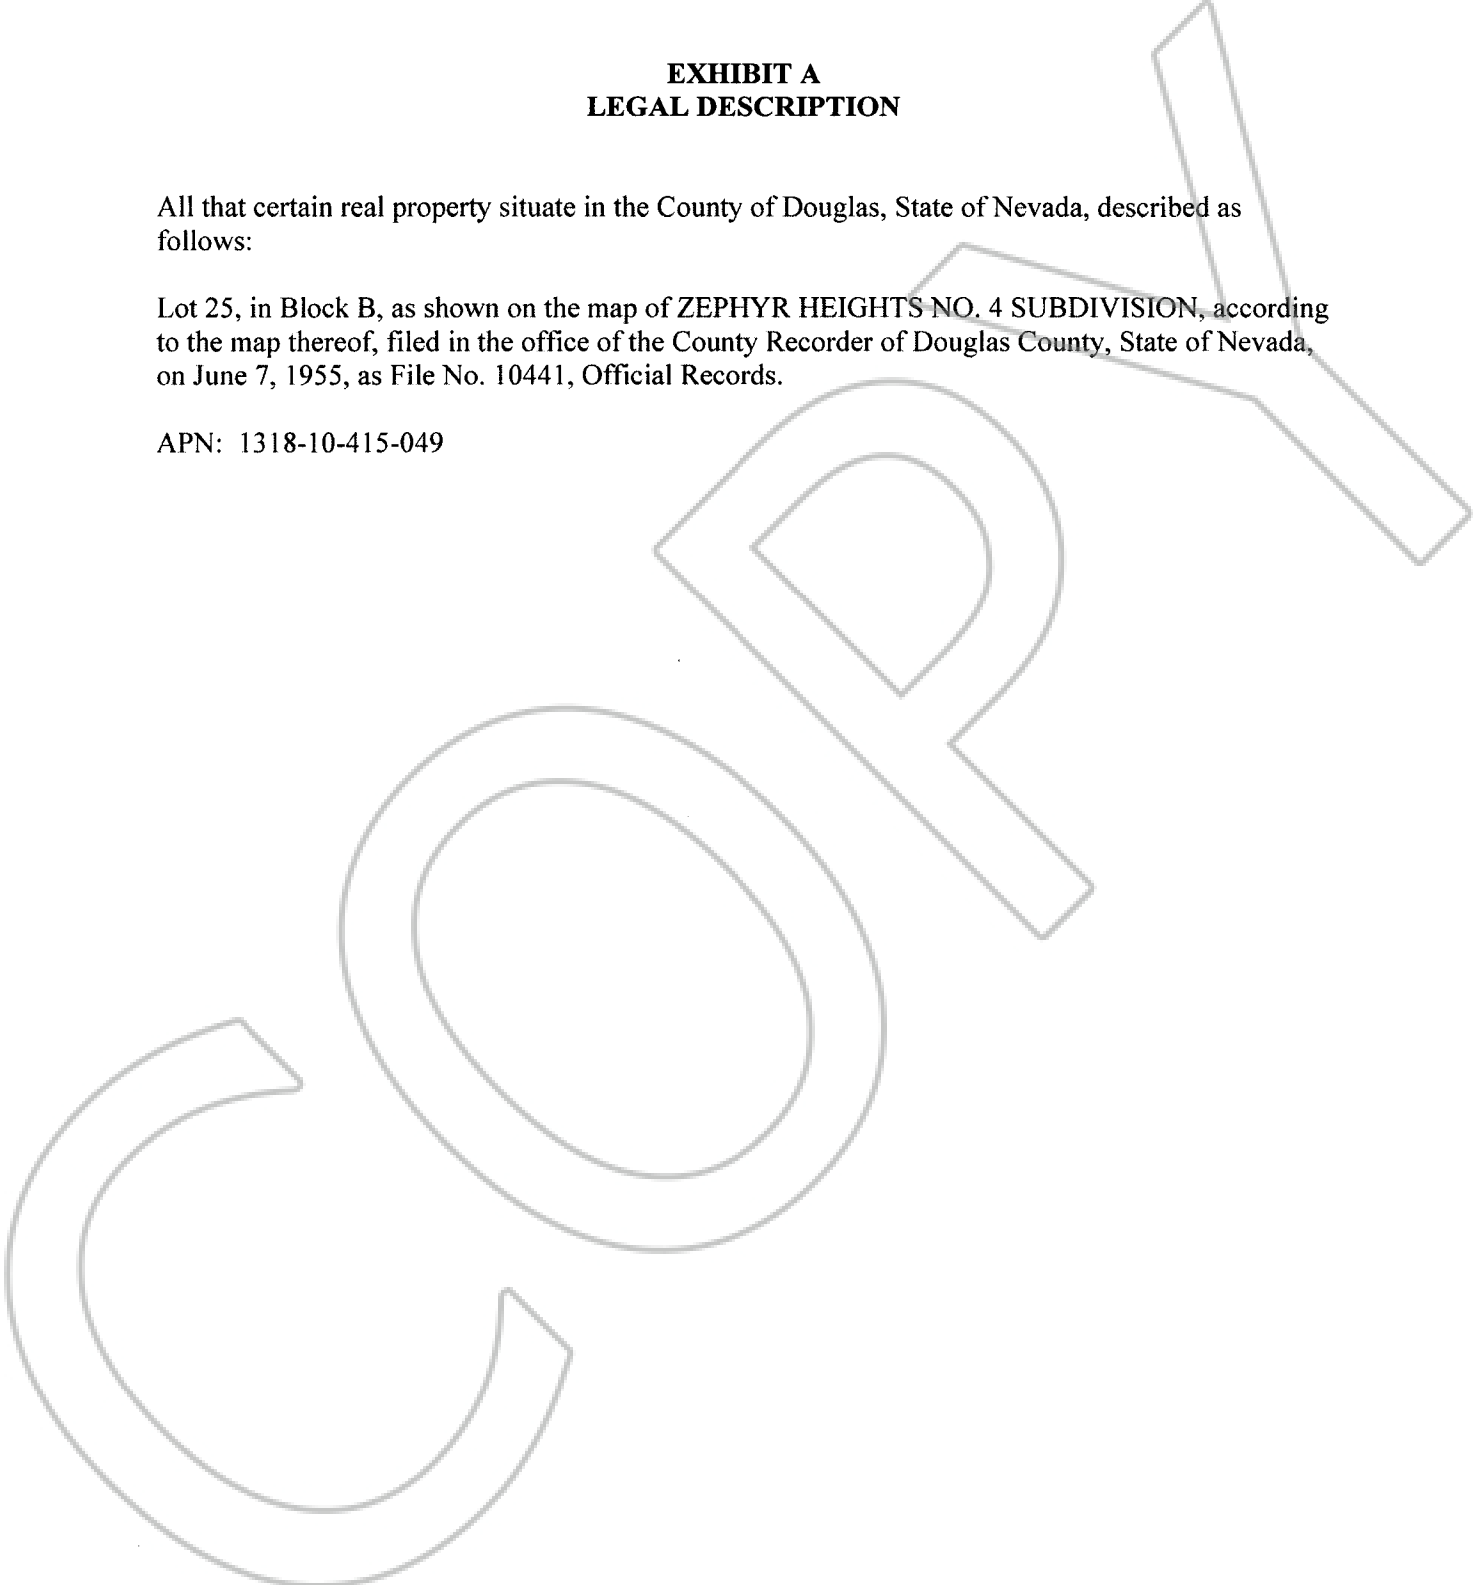 EXHIBIT A
LEGAL DESCRIPTION
All that certain real property situate in the County of Douglas, State of Nevada, described as
follows:
Lot 25, in Block B, as shown on the map of ZEPHYR HEIGHTS NO. 4 SUBDIVISION, according
to the map thereof, filed in the office of the County Recorder of Douglas County, State of Nevada,
on June 7, 1955, as File No. 10441, Official Records.
APN: 1318-10-415-049
COPY